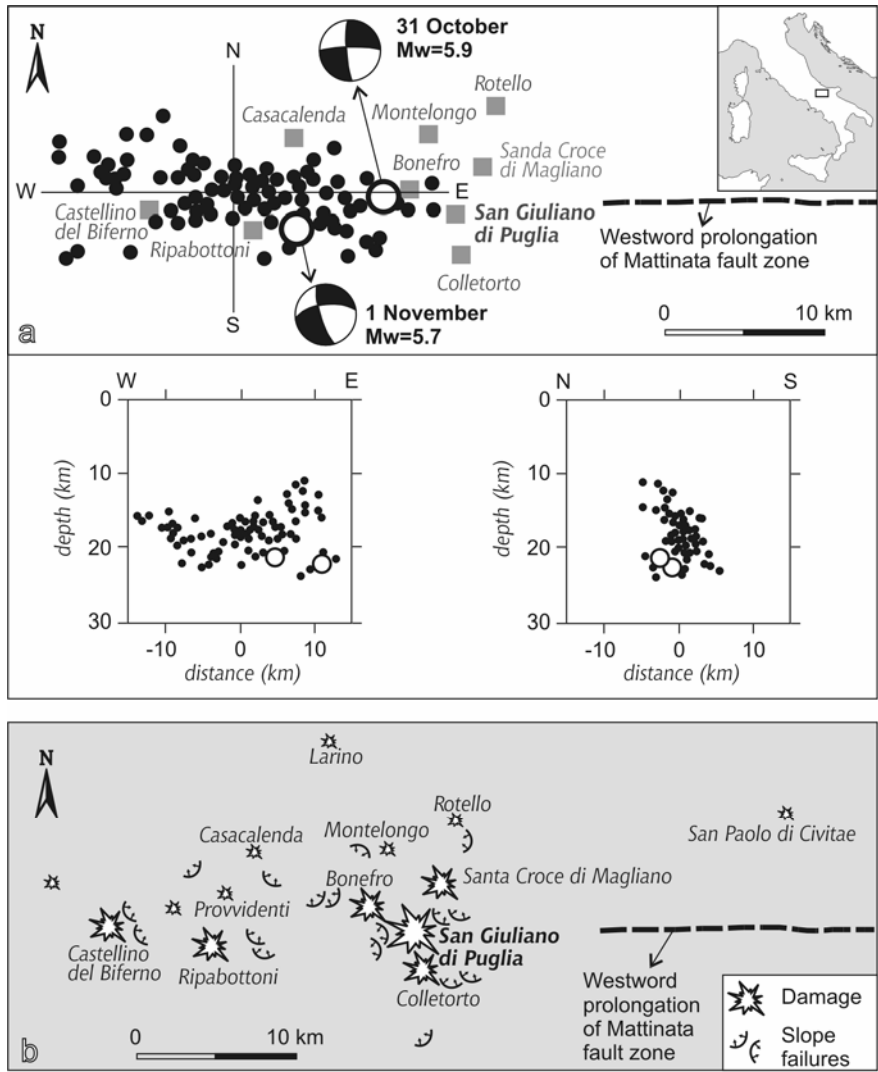 N
31 October
Mw=5.9
N
Rotello
Casacalenda
Montelongo
Bonefro
Sanda Croce
di Magliano
W
E
Castellino
del Biferno
San Giuliano
di Puglia
Ripabottoni
Westword prolongation
of Mattinata fault zone
Colletorto
1 November
Mw=5.7
S
0 10 km
a
W E
0
10
20
30
depth (km)
-10 0 10
distance (km)
N S
0
10
20
30
depth (km)
-10 0 10
distance (km)
N
Larino
Rotello
San Paolo di Civitae
Casacalenda
Montelongo
Bonefro
Santa Croce di Magliano
Provvidenti
Castellino
del Biferno
San Giuliano
di Puglia
Ripabottoni
Colletorto
Westword
prolongation
of Mattinata
fault zone
Damage
Slope
failures
0 10 km
b